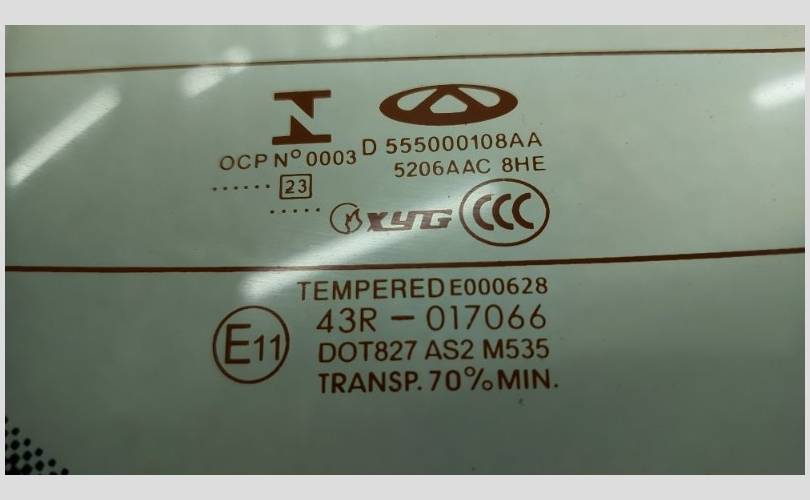 D 555000108AA
OCP Nº 0003
5206AAC 8HE
...... 23
..... XYG CCC
TEMPERED E000628
E11
43R - 017066
DOT827 AS2 M535
TRANSP. 70% MIN.